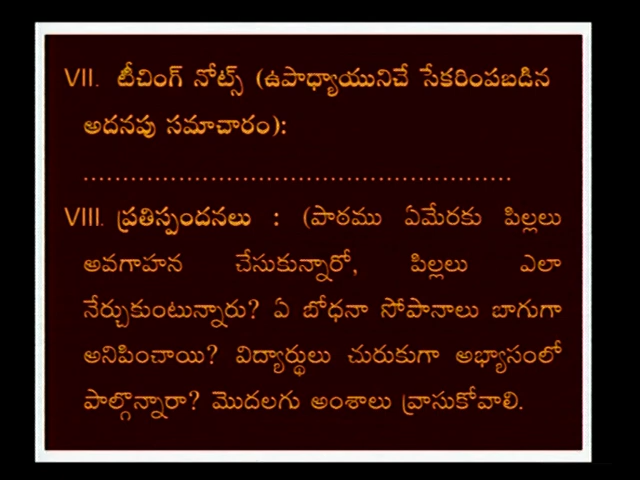 VII. టీచింగ్ నోట్స్ (ఉపాధ్యాయునిచే సేకరింపబడిన
అదనపు సమాచారం):
.....................................................
VIII. ప్రతిస్పందనలు : (పాఠము ఏమేరకు పిల్లలు
అవగాహన చేసుకున్నారో, పిల్లలు ఎలా
నేర్చుకుంటున్నారు? ఏ బోధనా సోపానాలు బాగుగా
అనిపించాయి? విద్యార్థులు చురుకుగా అభ్యాసంలో
పాల్గొన్నారా? మొదలగు అంశాలు వ్రాసుకోవాలి.